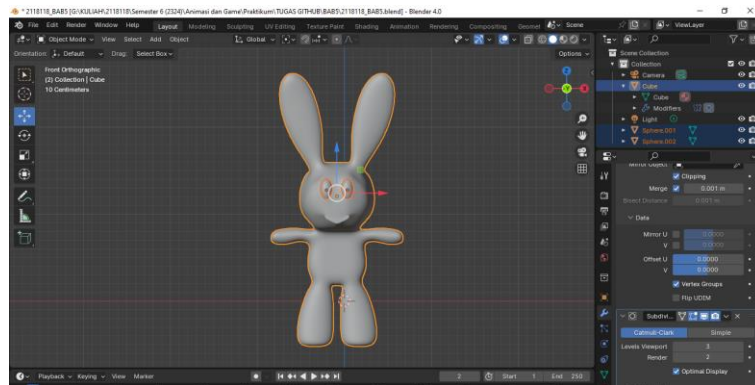 * 2118118_BAB5 [G:\KULIAH\2118118\Semester 6 (2324)\Animasi dan Game\Praktikum\TUGAS GITHUB\BAB5\2118118_BAB5.blend] - Blender 4.0
File Edit Render Window Help Layout Modeling Sculpting UV Editing Texture Paint Shading Animation Rendering Compositing Geomet Scene ViewLayer
Object Mode View Select Add Object Global
Orientation: Default Drag: Select Box Options
Front Orthographic
(2) Collection | Cube
10 Centimeters
Scene Collection
Collection
Camera
Cube
Cube
Modifiers
Light
Sphere.001
Sphere.002
Mirror Object
Clipping
Merge 0.001 m
Bisect Distance 0.001 m
Data
Mirror U 0.0000
V 0.0000
Offset U 0.0000
V 0.0000
Vertex Groups
Flip UDIM
Subdivi...
Catmull-Clark Simple
Levels Viewport 3
Render 2
Optimal Display
Playback Keying View Marker 2 Start 1 End 250